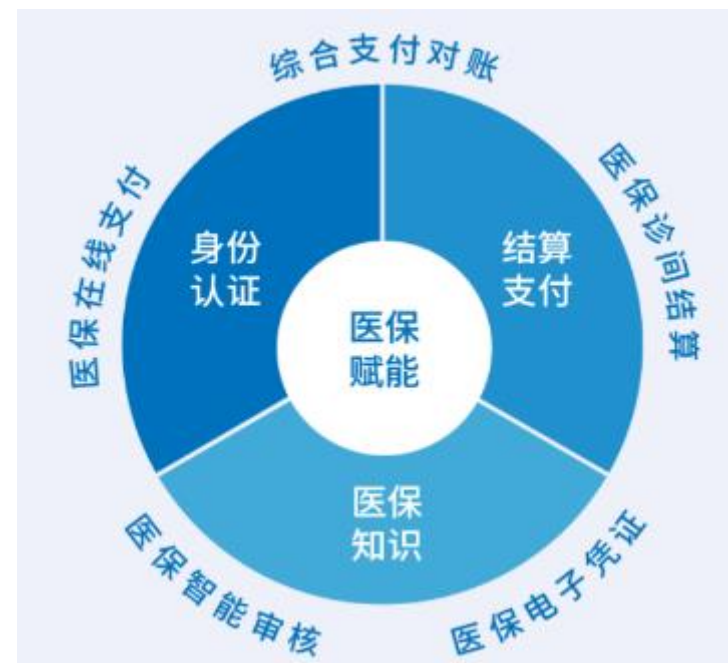 综合支付对账
医保诊间结算
医保电子凭证
医保智能审核
医保在线支付
身份
认证
结算
支付
医保
赋能
医保
知识